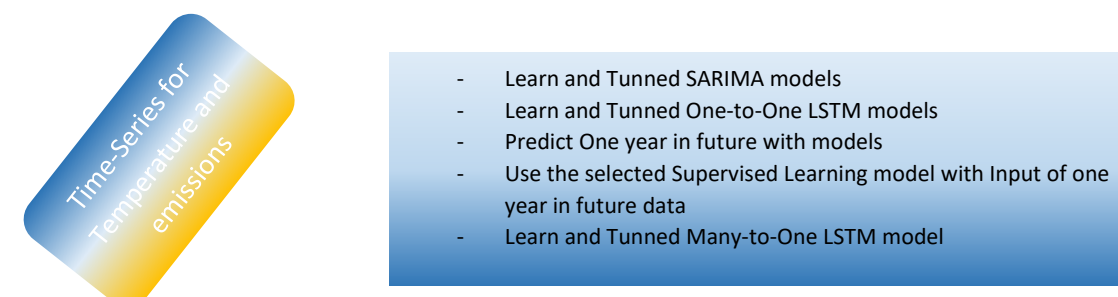 Time-Series for
Temperature and
emissions
- Learn and Tunned SARIMA models
- Learn and Tunned One-to-One LSTM models
- Predict One year in future with models
- Use the selected Supervised Learning model with Input of one
year in future data
- Learn and Tunned Many-to-One LSTM model